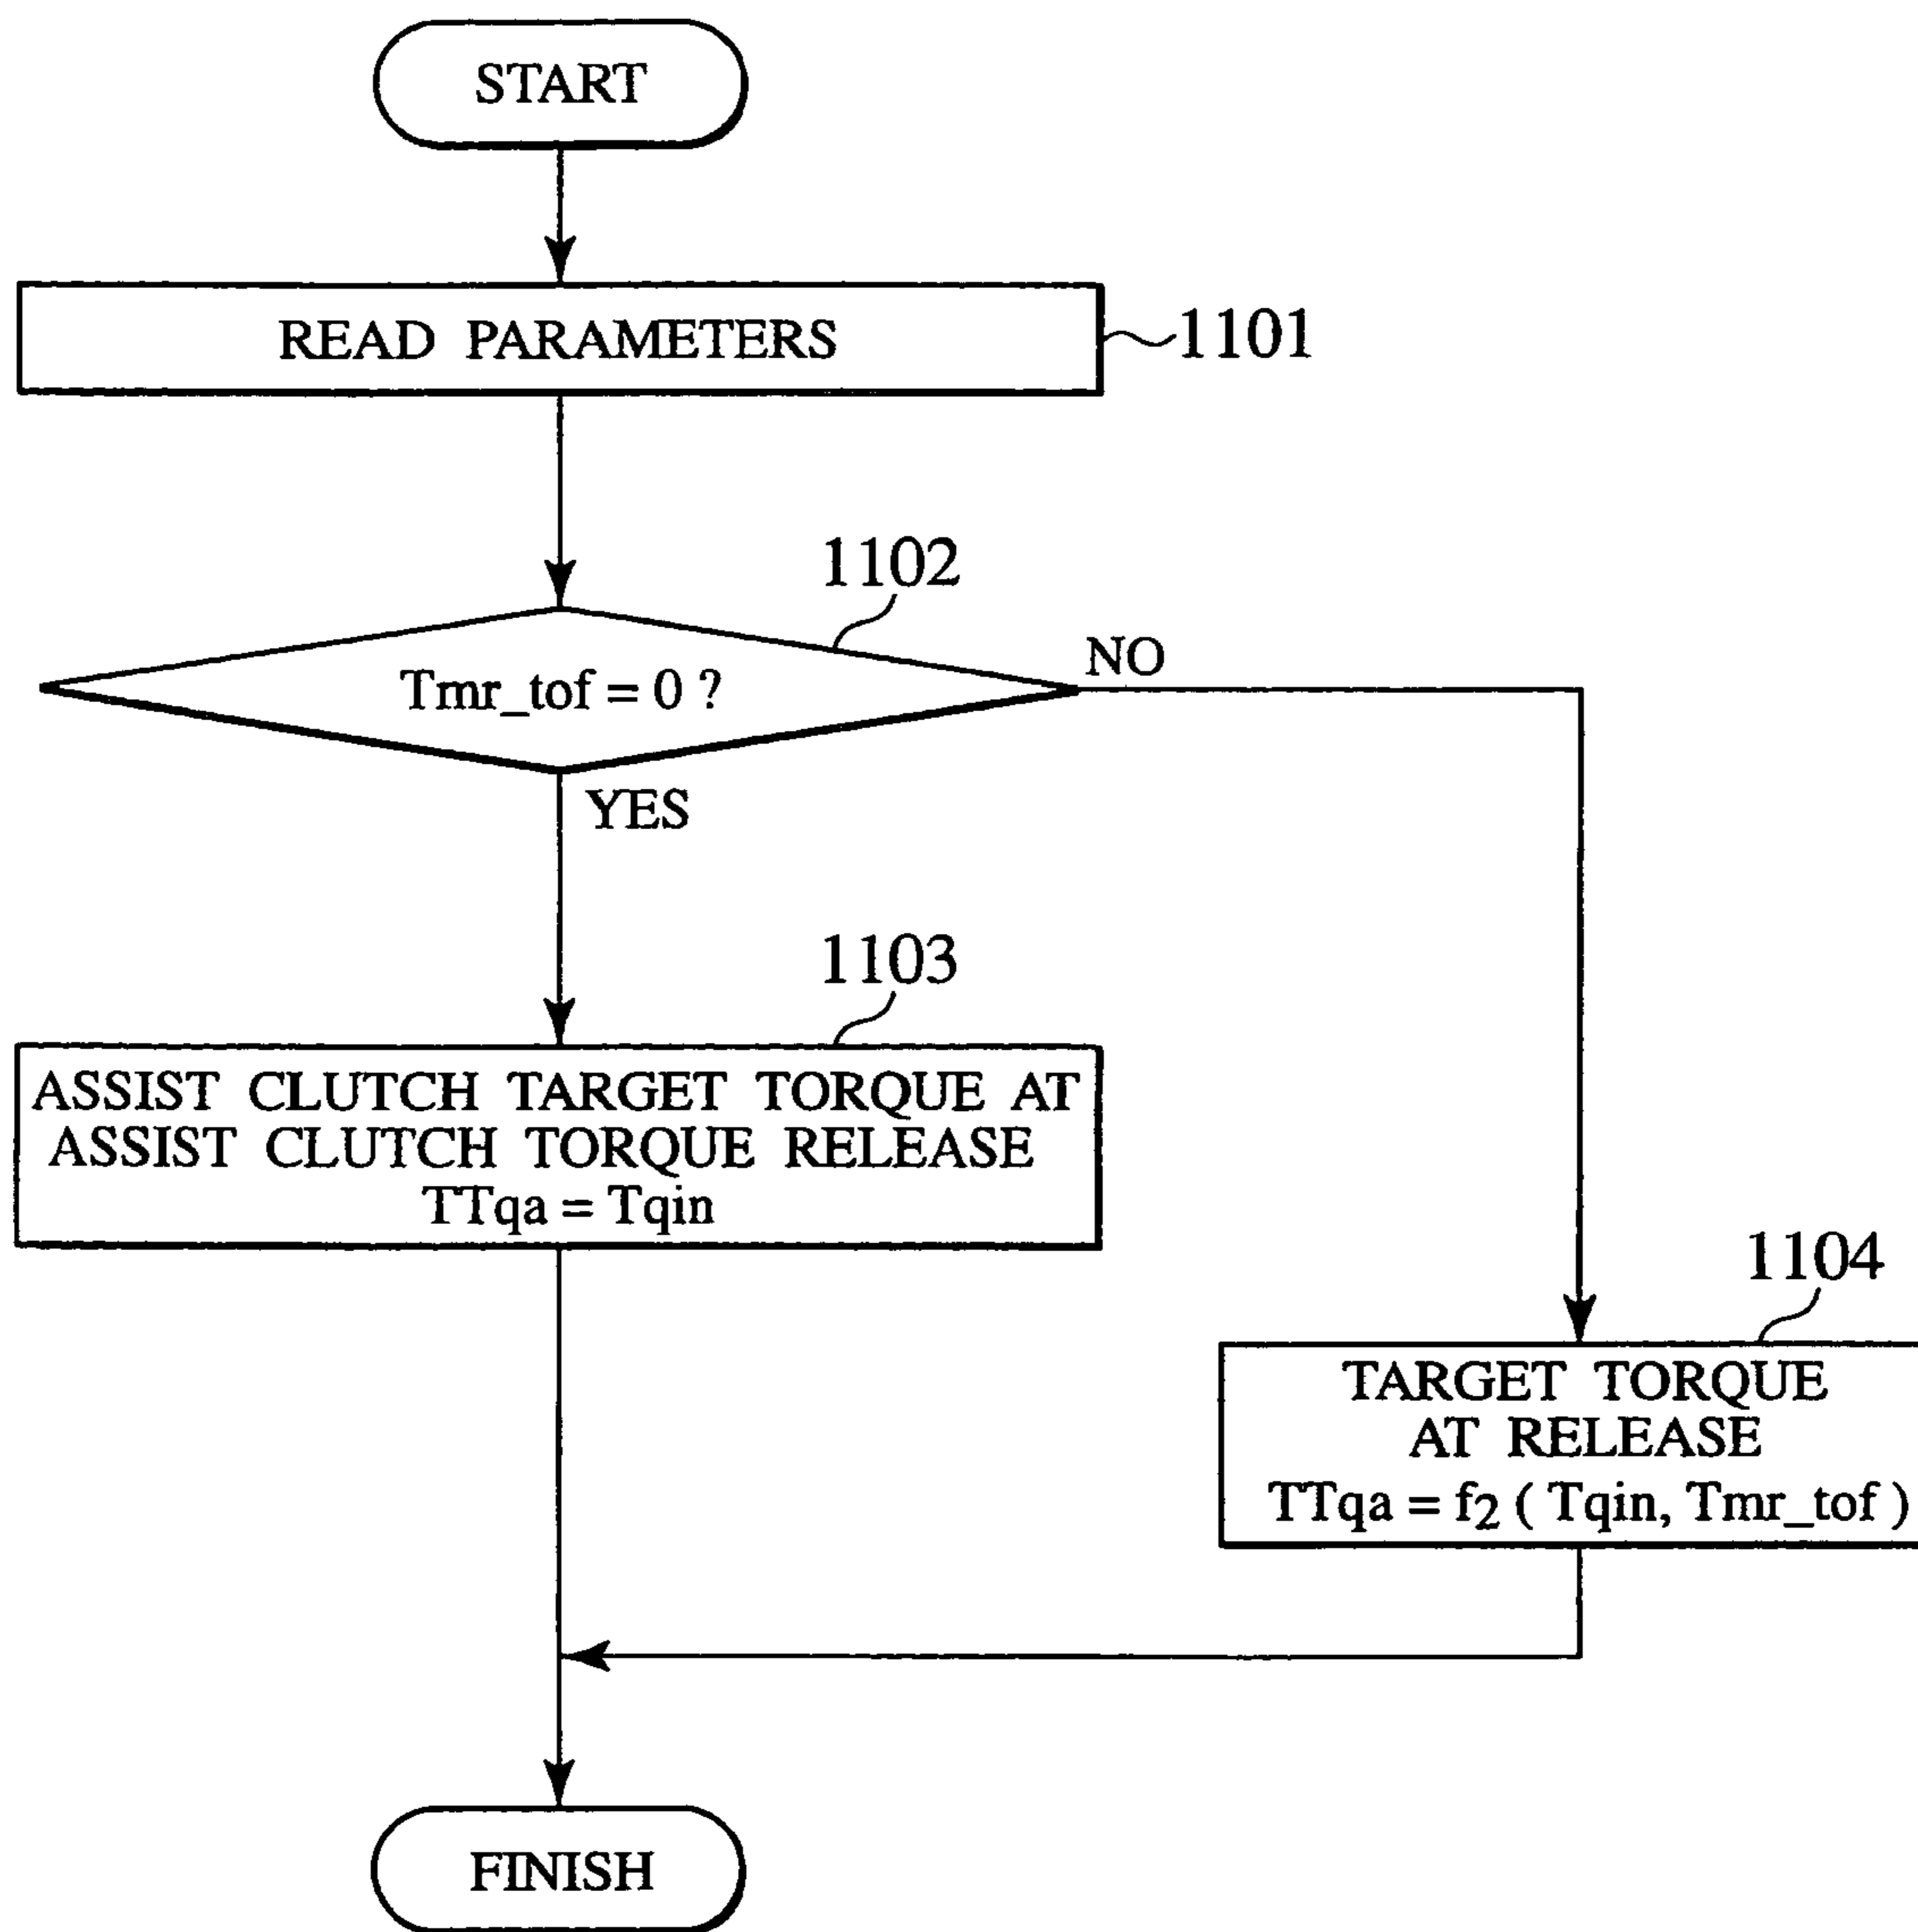 START
READ PARAMETERS
1101
1102
Tmr_tof = 0 ?
NO
YES
1103
ASSIST CLUTCH TARGET TORQUE AT
ASSIST CLUTCH TORQUE RELEASE
TTqa = Tqin
1104
TARGET TORQUE
AT RELEASE
TTqa = f2 ( Tqin, Tmr_tof )
FINISH